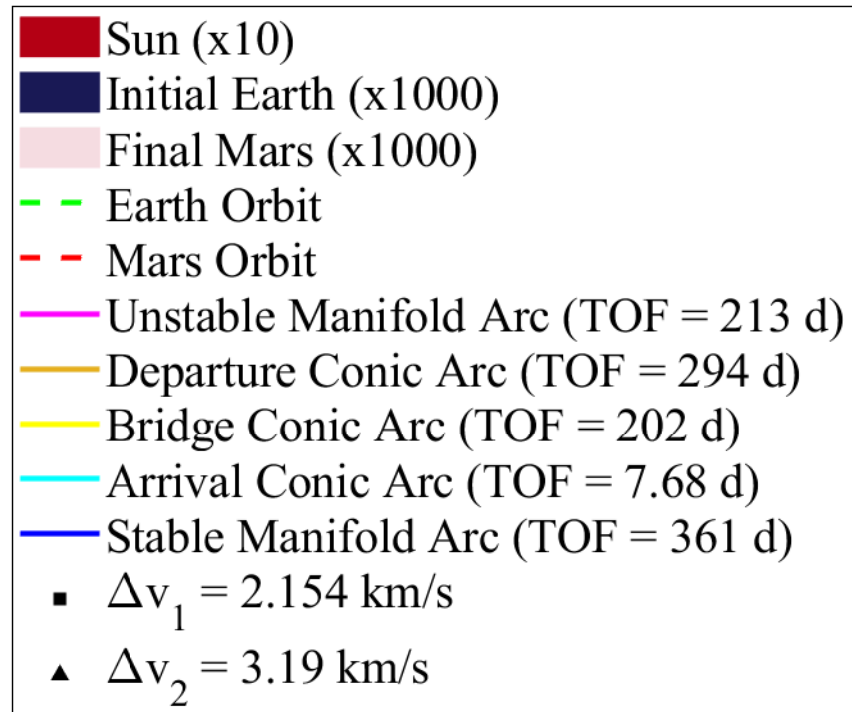 Sun (x10)
Initial Earth (x1000)
Final Mars (x1000)
Earth Orbit
Mars Orbit
Unstable Manifold Arc (TOF = 213 d)
Departure Conic Arc (TOF = 294 d)
Bridge Conic Arc (TOF = 202 d)
Arrival Conic Arc (TOF = 7.68 d)
Stable Manifold Arc (TOF = 361 d)
Δv₁ = 2.154 km/s
Δv₂ = 3.19 km/s